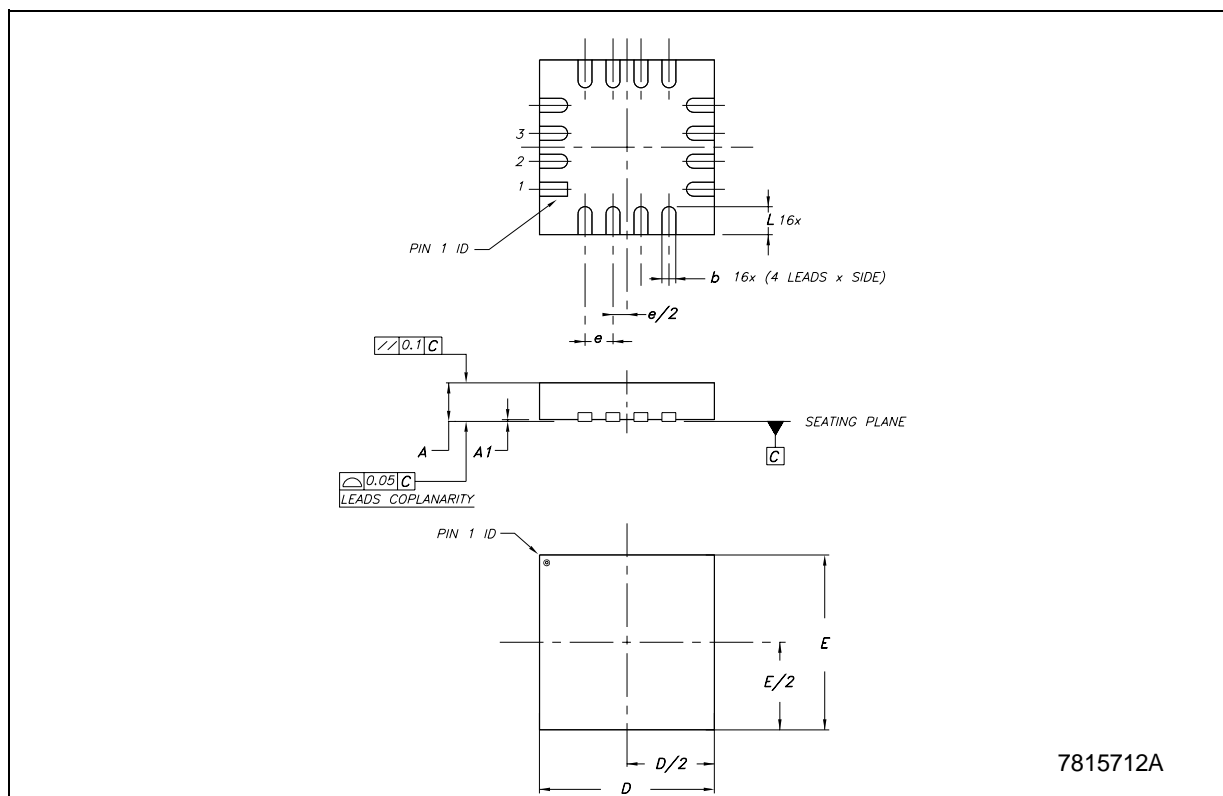 3
2
1
PIN 1 ID
L 16x
b 16x (4 LEADS x SIDE)
e/2
e
// 0.1 C
SEATING PLANE
A
A1
C
0.05 C
LEADS COPLANARITY
PIN 1 ID
E
E/2
D/2
D
7815712A